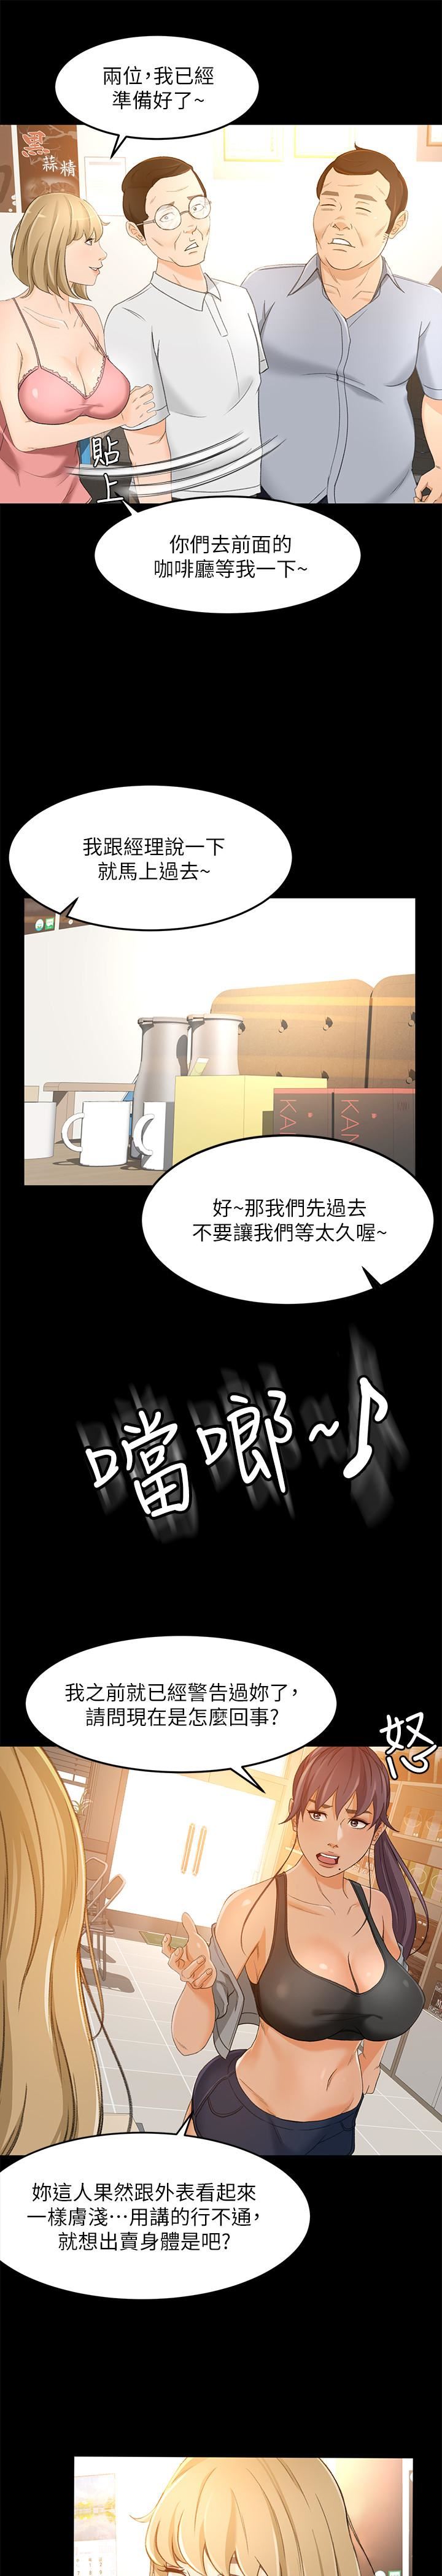 兩位,我已經
準備好了~
黑
蒜
精
貼
上
你們去前面的
咖啡廳等我一下~
我跟經理說一下
就馬上過去~
KAN
KAN
好~那我們先過去
不要讓我們等太久喔~
噹啷~♪
我之前就已經警告過妳了,
請問現在是怎麼回事?
怒
妳這人果然跟外表看起來
一樣膚淺…用講的行不通,
就想出賣身體是吧?